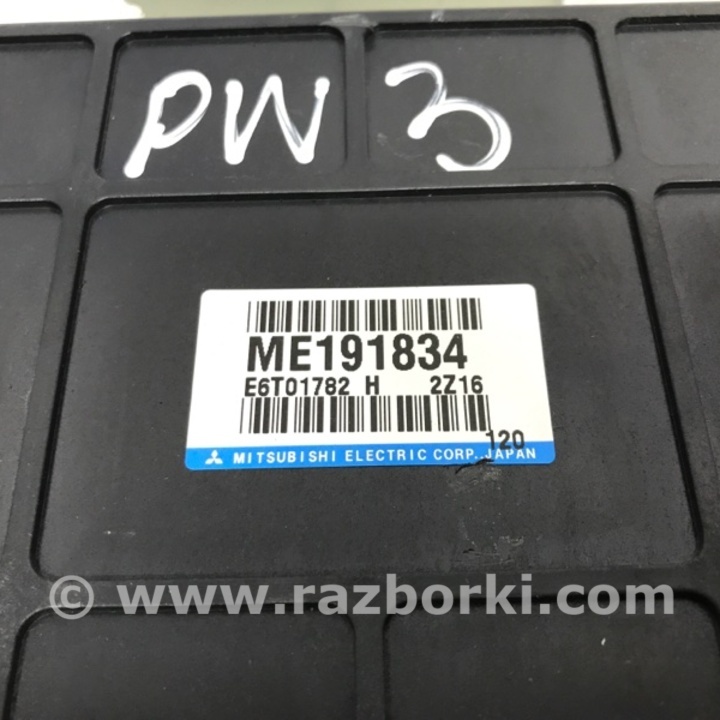 PW 3
ME191834
E6T01782 H 2Z16
120
MITSUBISHI ELECTRIC CORP., JAPAN
© www.razborki.com